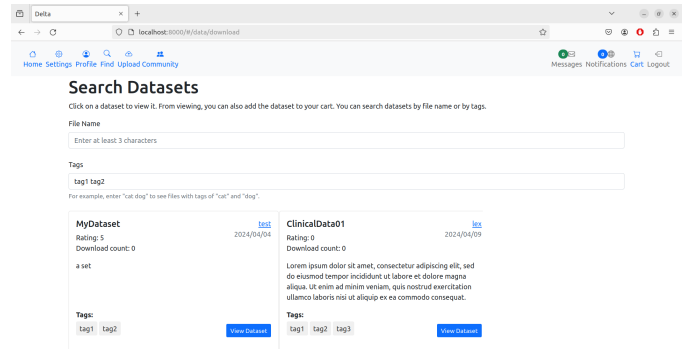 Delta
localhost:8000/#/data/download
Home Settings Profile Find Upload Community
0 0
Messages Notifications Cart Logout
Search Datasets
Click on a dataset to view it. From viewing, you can also add the dataset to your cart. You can search datasets by file name or by tags.
File Name
Enter at least 3 characters
Tags
tag1 tag2
For example, enter "cat dog" to see files with tags of "cat" and "dog".
MyDataset test
Rating: 5 2024/04/04
Download count: 0
a set
Tags:
tag1 tag2
View Dataset
ClinicalData01 lex
Rating: 0 2024/04/09
Download count: 0
Lorem ipsum dolor sit amet, consectetur adipiscing elit, sed
do eiusmod tempor incididunt ut labore et dolore magna
aliqua. Ut enim ad minim veniam, quis nostrud exercitation
ullamco laboris nisi ut aliquip ex ea commodo consequat.
Tags:
tag1 tag2 tag3
View Dataset